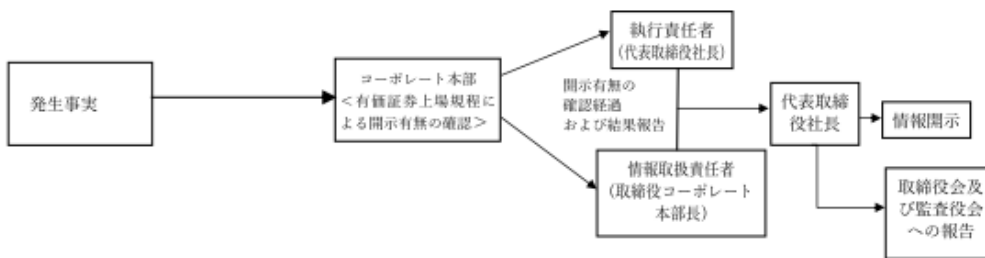 発生事実
コーポレート本部
<有価証券上場規程に
よる開示有無の確認>
執行責任者
(代表取締役社長)
開示有無の
確認経過
および結果報告
情報取扱責任者
(取締役コーポレート
本部長)
代表取締
役社長
情報開示
取締役会及
び監査役会
への報告